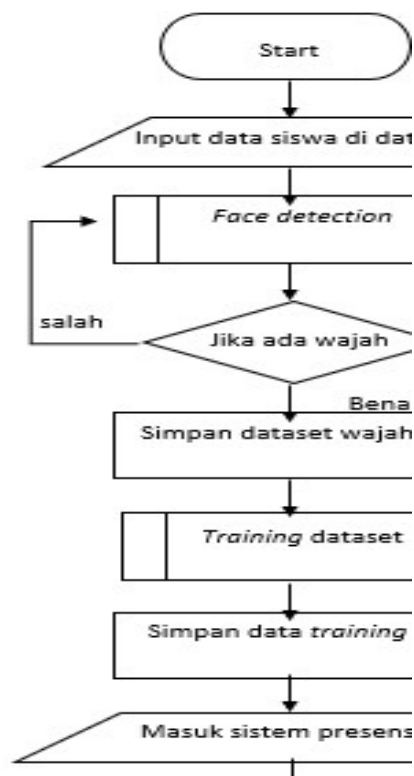 Start
Input data siswa di dat
Face detection
salah
Jika ada wajah
Bena
Simpan dataset wajah
Training dataset
Simpan data training
Masuk sistem presens